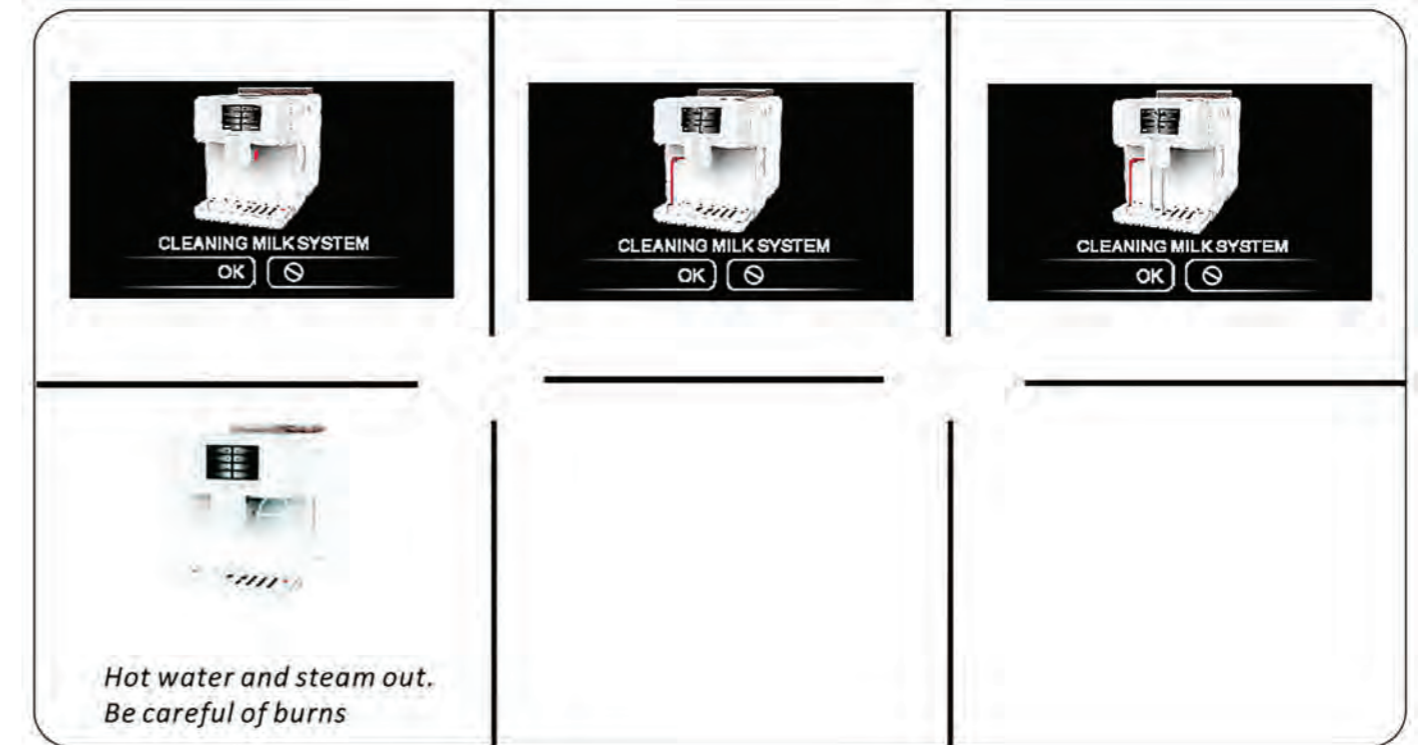 CLEANING MILK SYSTEM
OK
CLEANING MILK SYSTEM
OK
CLEANING MILK SYSTEM
OK
Hot water and steam out.
Be careful of burns